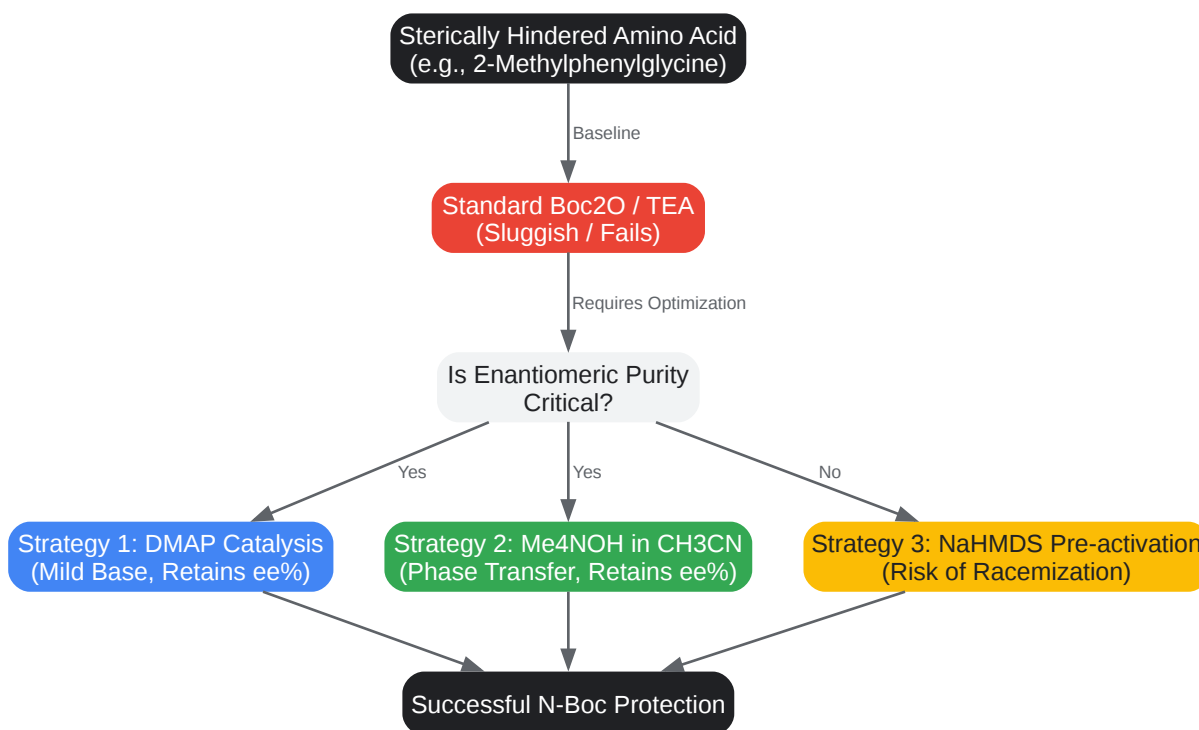 Sterically Hindered Amino Acid
(e.g., 2-Methylphenylglycine)
Baseline
Standard Boc2O / TEA
(Sluggish / Fails)
Requires Optimization
Is Enantiomeric Purity
Critical?
Yes
Yes
No
Strategy 1: DMAP Catalysis
(Mild Base, Retains ee%)
Strategy 2: Me4NOH in CH3CN
(Phase Transfer, Retains ee%)
Strategy 3: NaHMDS Pre-activation
(Risk of Racemization)
Successful N-Boc Protection